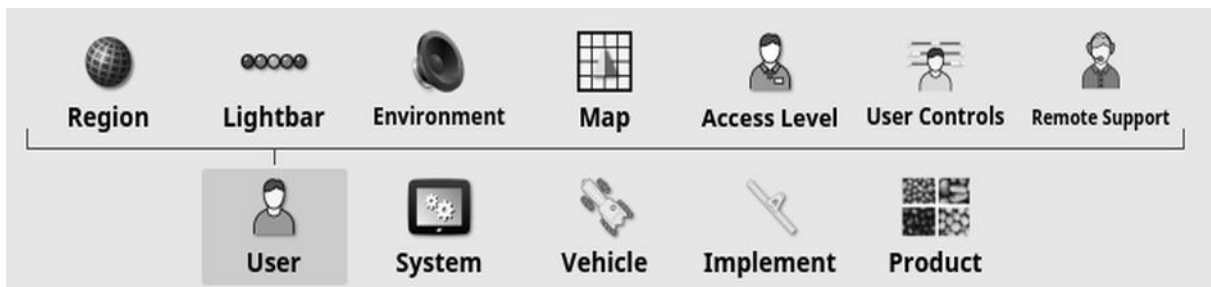 Region Lightbar Environment Map Access Level User Controls Remote Support
User System Vehicle Implement Product